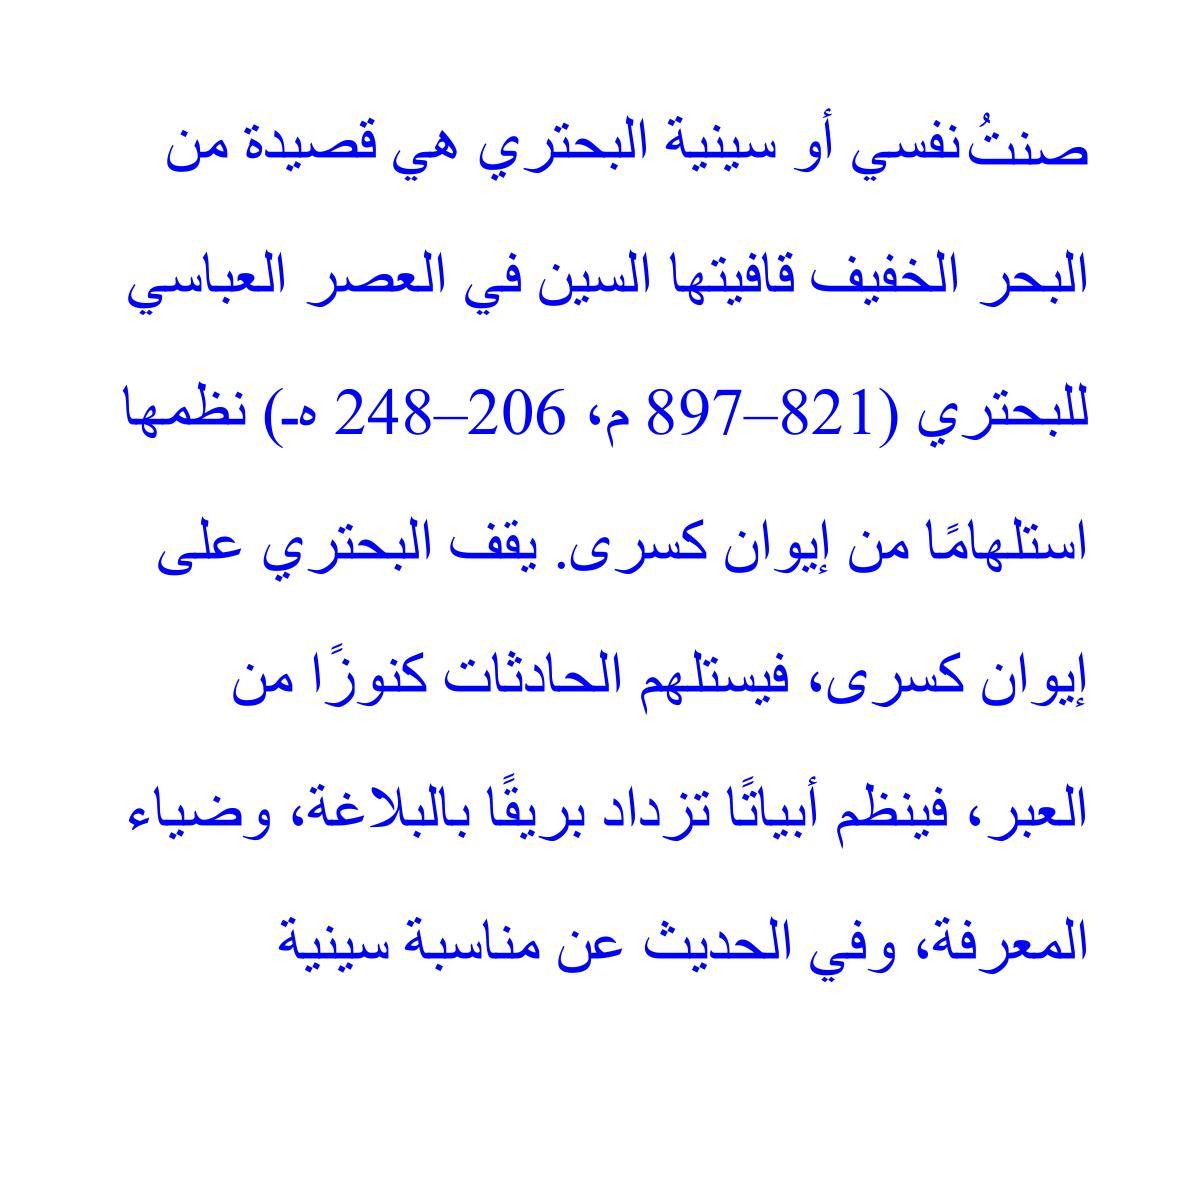 صنتُ نفسي أو سينية البحتري هي قصيدة من
البحر الخفيف قافيتها السين في العصر العباسي
للبحتري (821–897 م، 206–248 هـ) نظمها
استلهامًا من إيوان كسرى. يقف البحتري على
إيوان كسرى، فيستلهم الحادثات كنوزًا من
العبر، فينظم أبياتًا تزداد بريقًا بالبلاغة، وضياء
المعرفة، وفي الحديث عن مناسبة سينية